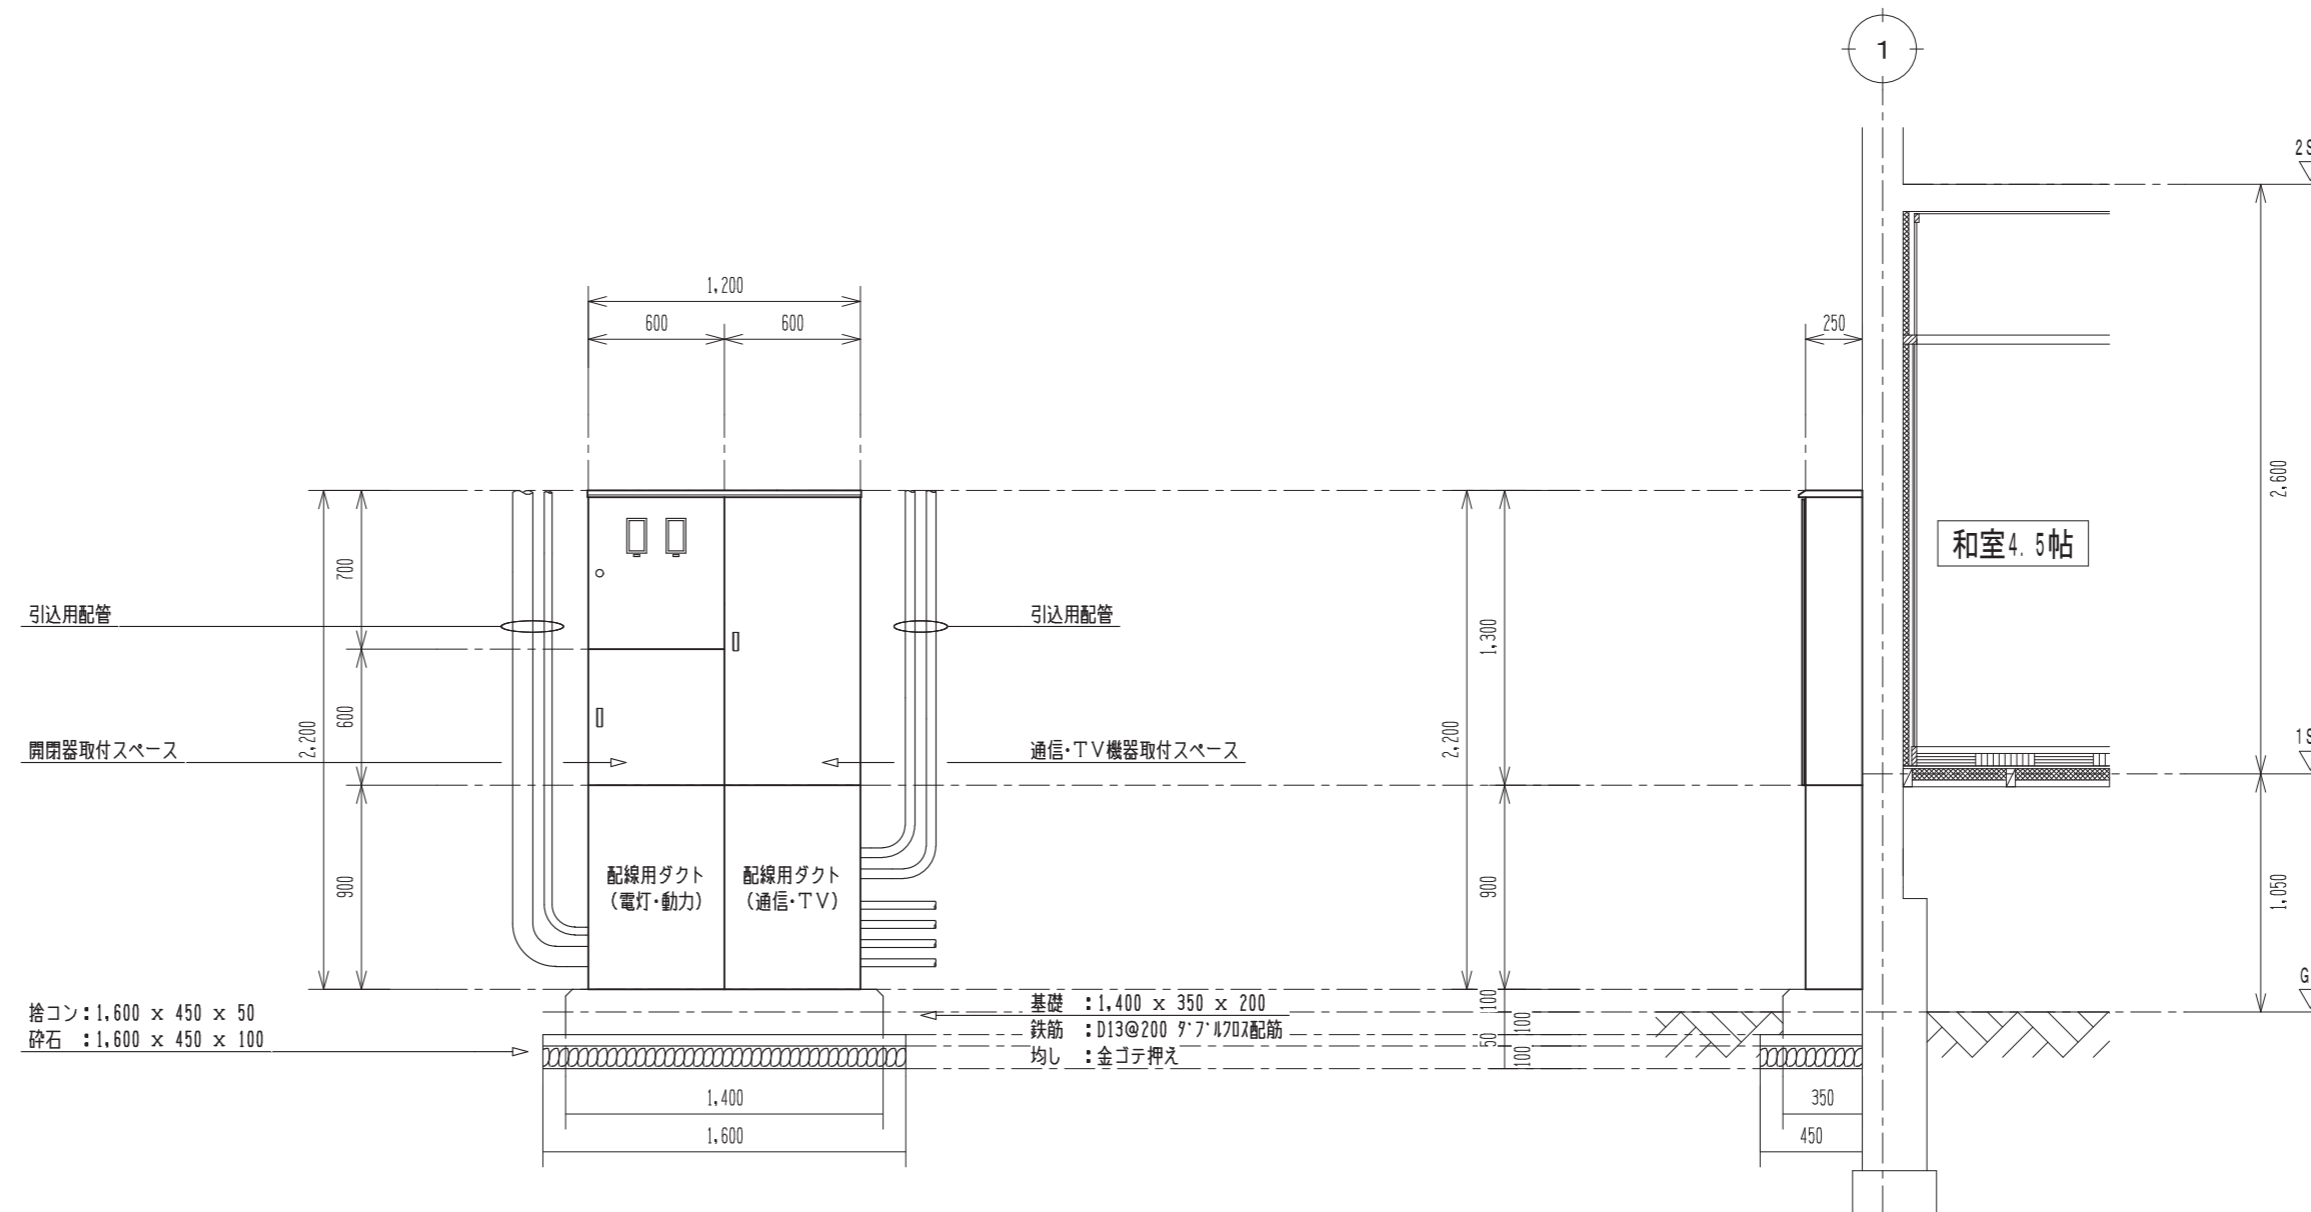 1
2S
1,200
600
600
250
2,600
和室4.5帖
700
引込用配管
引込用配管
1,300
600
2,200
2,200
開閉器取付スペース
通信・TV機器取付スペース
1S
900
配線用ダクト
(電灯・動力)
配線用ダクト
(通信・TV)
900
1,050
G
捨コン:1,600 x 450 x 50
砕石 :1,600 x 450 x 100
基礎 :1,400 x 350 x 200
鉄筋 :D13@200 ダブルクロス配筋
均し :金ゴテ押え
100
100
50
100
1,400
350
1,600
450